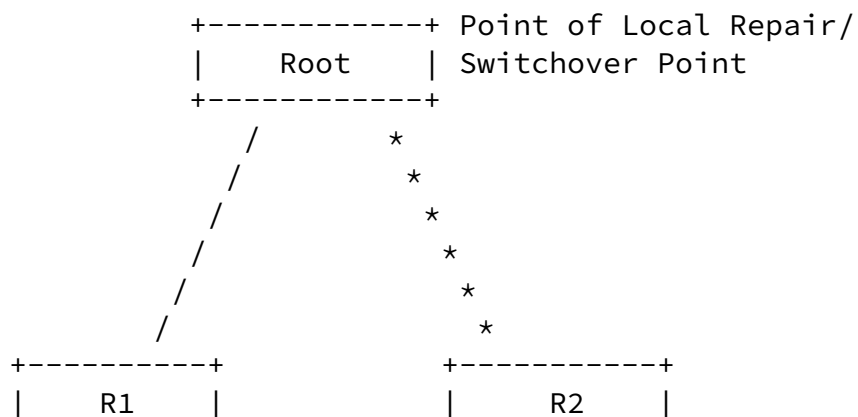 +------------+ Point of Local Repair/
|    Root    | Switchover Point
+------------+
/       *
/         *
/           *
/             *
/               *
/                 *
+----------+            +-----------+
|    R1    |            |     R2    |